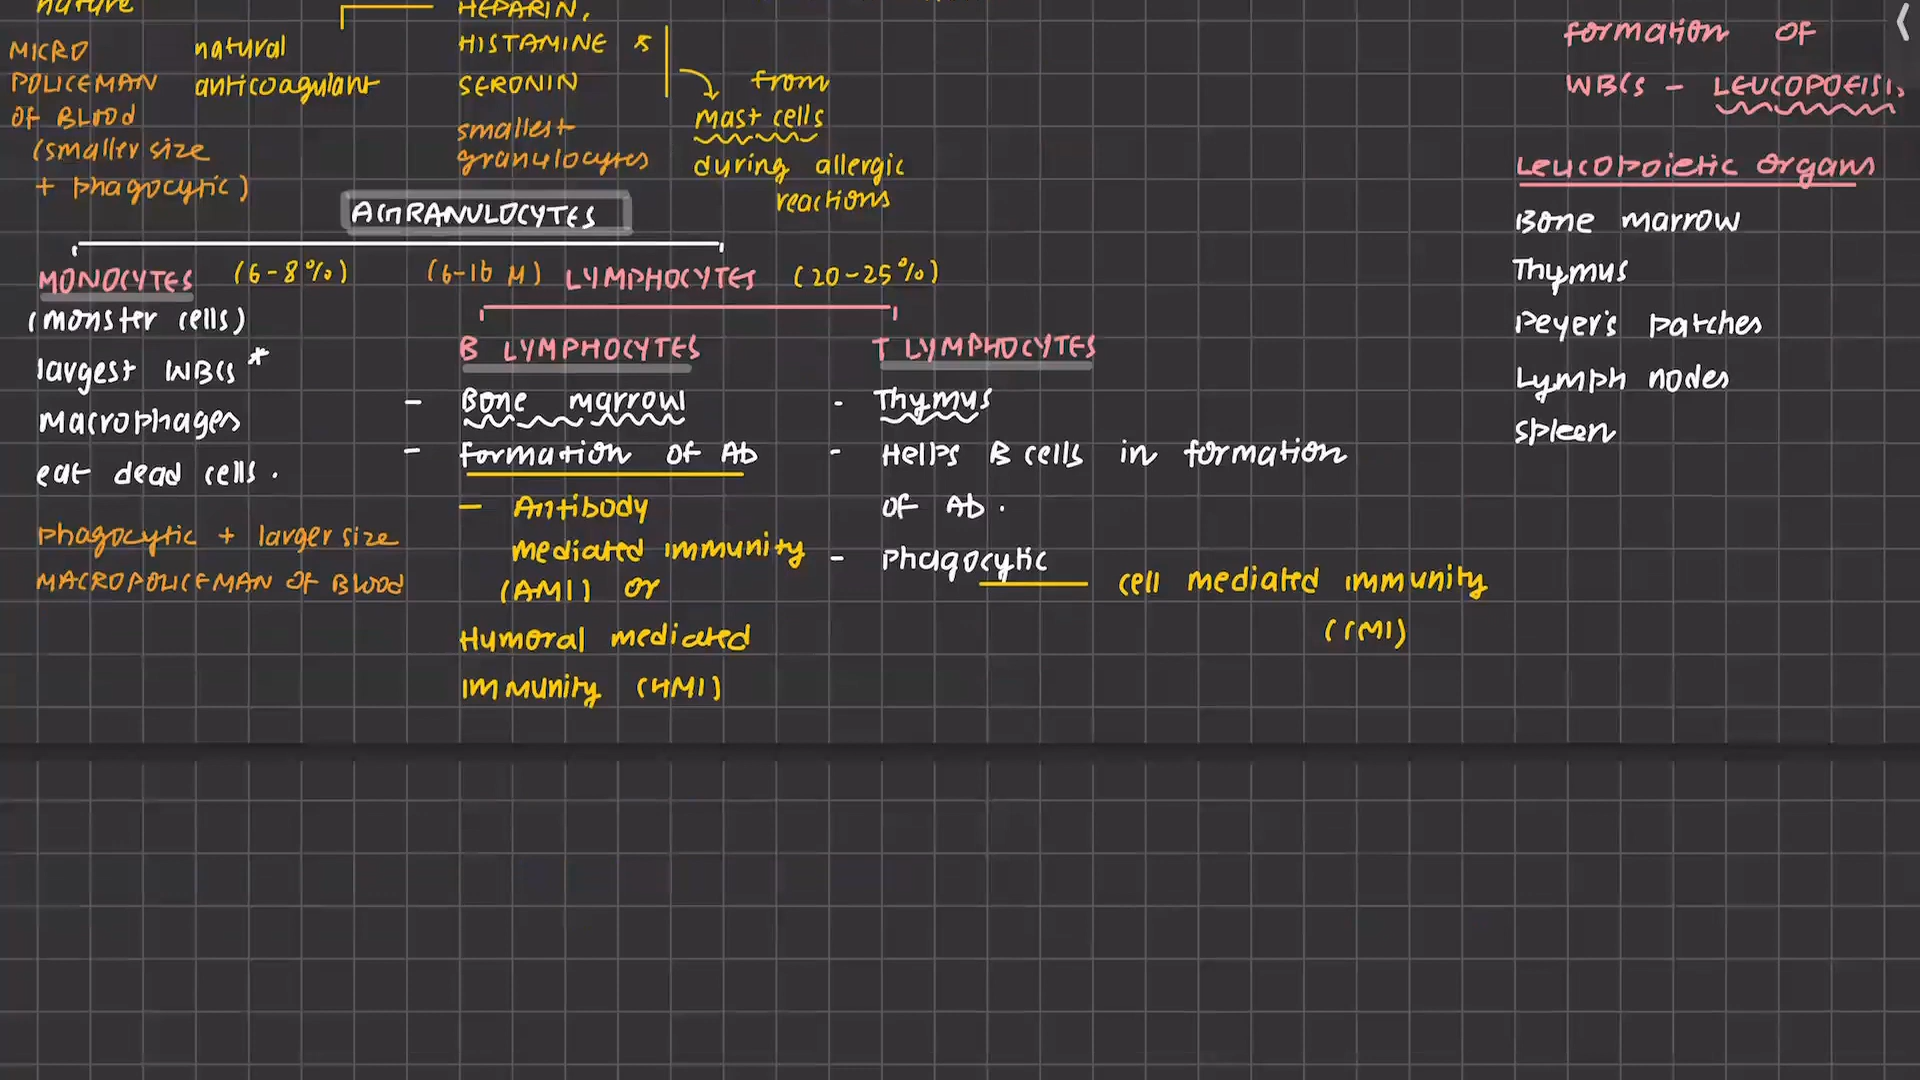 nature
MICRO
POLICEMAN
OF BLOOD
(smaller size
+ phagocytic)
natural
anticoagulant
HEPARIN,
HISTAMINE *
SERONIN
smallest
granulocytes
from
mast cells
during allergic
reactions
AGRANULOCYTES
MONOCYTES (6-8%)
(monster cells)
largest WBCs *
Macrophages
eat dead cells.
phagocytic + larger size
MACROPOLICEMAN OF BLOOD
(6-16 μ) LYMPHOCYTES (20-25%)
B LYMPHOCYTES
- Bone marrow
- formation of Ab
- Antibody
mediated immunity
(AMI) or
Humoral mediated
immunity (HMI)
T LYMPHOCYTES
- Thymus
- Helps B cells in formation
of Ab.
- Phagocytic
cell mediated immunity
(CMI)
formation of
WBCs - LEUCOPOEISIS
Leucopoietic organs
Bone marrow
Thymus
Peyer's patches
Lymph nodes
spleen